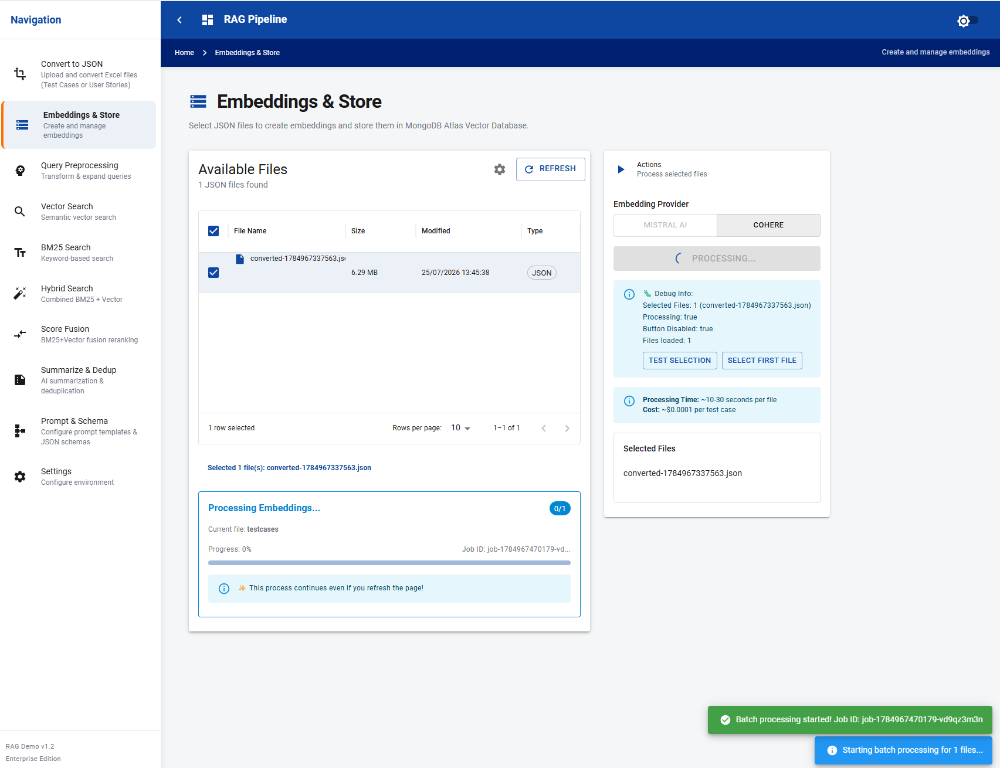 Navigation
Convert to JSON
Upload and convert Excel files
(Test Cases or User Stories)
Embeddings & Store
Create and manage
embeddings
Query Preprocessing
Transform & expand queries
Vector Search
Semantic vector search
BM25 Search
Keyword-based search
Hybrid Search
Combined BM25 + Vector
Score Fusion
BM25+Vector fusion reranking
Summarize & Dedup
AI summarization &
deduplication
Prompt & Schema
Configure prompt templates &
JSON schemas
Settings
Configure environment
RAG Demo v1.2
Enterprise Edition
RAG Pipeline
Home Embeddings & Store
Create and manage embeddings
Embeddings & Store
Select JSON files to create embeddings and store them in MongoDB Atlas Vector Database.
Available Files
1 JSON files found
REFRESH
File Name Size Modified Type
converted-1784967337563.jso
6.29 MB 25/07/2026 13:45:38 JSON
1 row selected Rows per page: 10 1–1 of 1
Selected 1 file(s): converted-1784967337563.json
Processing Embeddings...
0/1
Current file: testcases
Progress: 0% Job ID: job-1784967470179-vd...
✨ This process continues even if you refresh the page!
Actions
Process selected files
Embedding Provider
MISTRAL AI COHERE
PROCESSING...
🐛 Debug Info:
Selected Files: 1 (converted-1784967337563.json)
Processing: true
Button Disabled: true
Files loaded: 1
TEST SELECTION SELECT FIRST FILE
Processing Time: ~10-30 seconds per file
Cost: ~$0.0001 per test case
Selected Files
converted-1784967337563.json
Batch processing started! Job ID: job-1784967470179-vd9qz3m3n
Starting batch processing for 1 files...